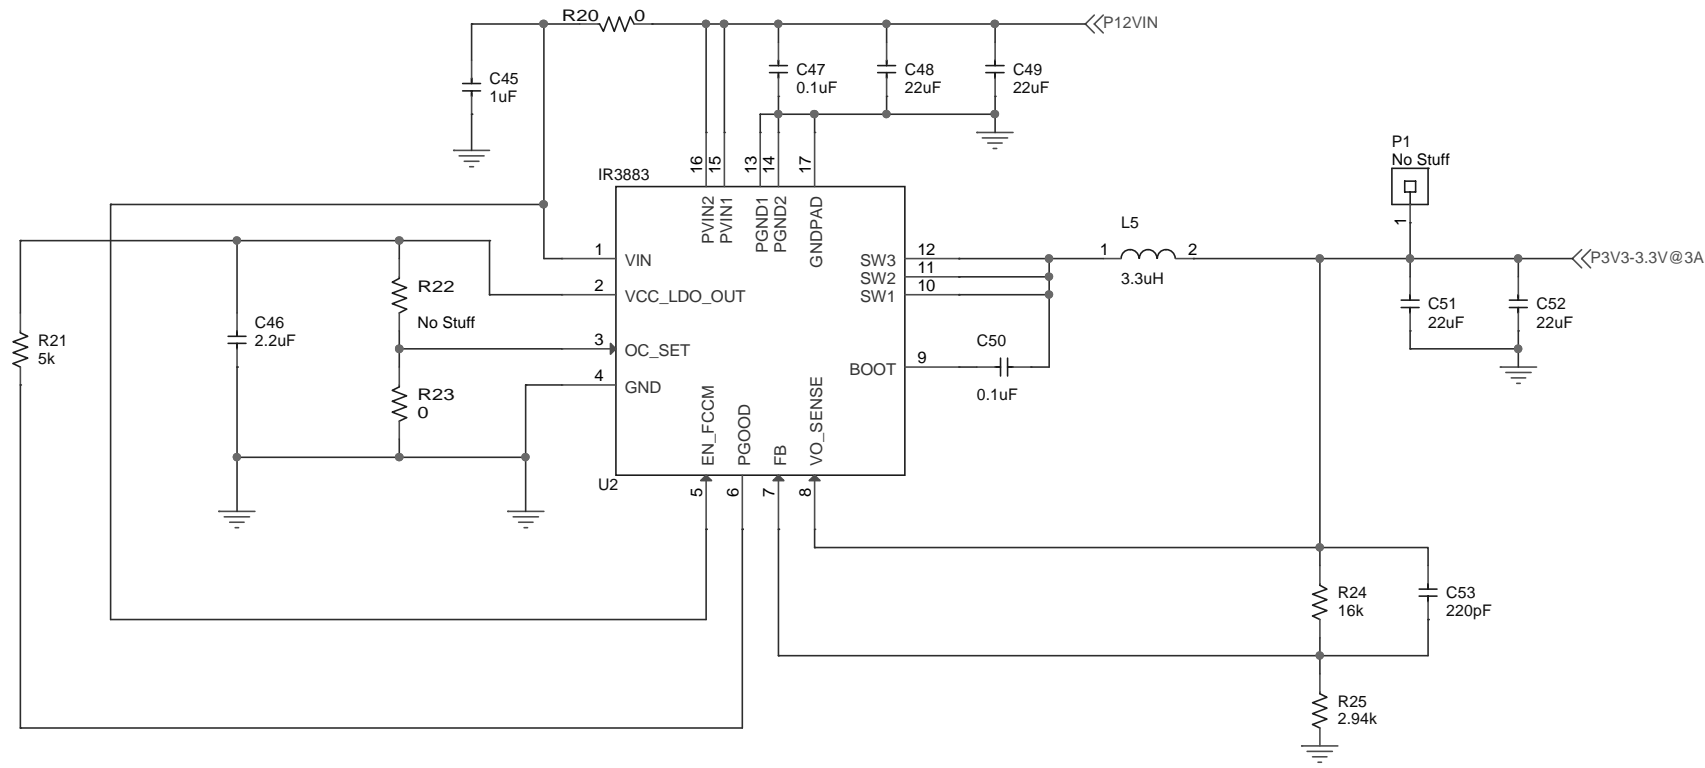 R20 0
P12VIN
C45
1uF
C47
0.1uF
C48
22uF
C49
22uF
P1
No Stuff
1
IR3883
16
15
13
14
17
PVIN2
PVIN1
PGND1
PGND2
GNDPAD
1
VIN
2
VCC_LDO_OUT
3
OC_SET
4
GND
12
SW3
11
SW2
10
SW1
9
BOOT
EN_FCCM
PGOOD
FB
VO_SENSE
5
6
7
8
U2
L5
1
2
3.3uH
P3V3-3.3V@3A
C51
22uF
C52
22uF
C50
0.1uF
R22
No Stuff
C46
2.2uF
R21
5k
R23
0
R24
16k
C53
220pF
R25
2.94k